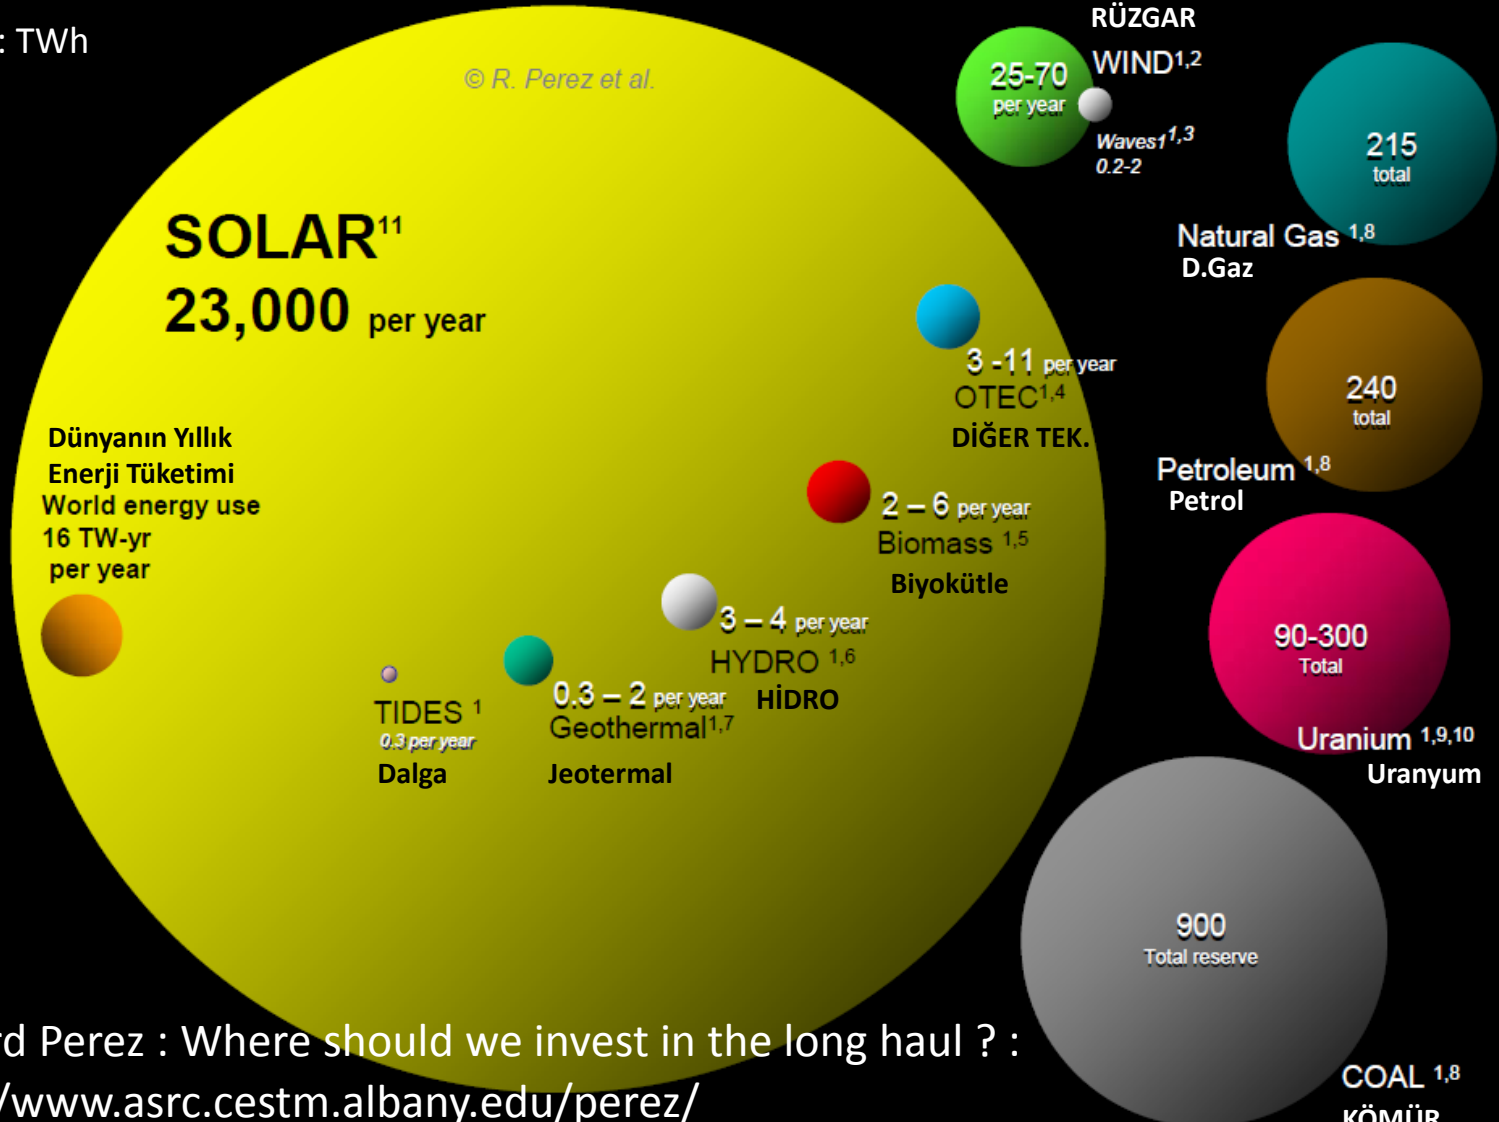 : TWh
© R. Perez et al.
RÜZGAR
WIND1,2
25-70
per year
Waves1 1,3
0.2-2
215
total
Natural Gas 1,8
D.Gaz
SOLAR11
23,000 per year
3 -11 per year
OTEC1,4
DİĞER TEK.
240
total
Petroleum 1,8
Petrol
Dünyanın Yıllık
Enerji Tüketimi
World energy use
16 TW-yr
per year
2 – 6 per year
Biomass 1,5
Biyokütle
3 – 4 per year
HYDRO 1,6
HİDRO
0.3 – 2 per year
Geothermal1,7
Jeotermal
TIDES 1
0.3 per year
Dalga
90-300
Total
Uranium 1,9,10
Uranyum
900
Total reserve
COAL 1,8
KÖMÜR
rd Perez : Where should we invest in the long haul ? :
/www.asrc.cestm.albany.edu/perez/